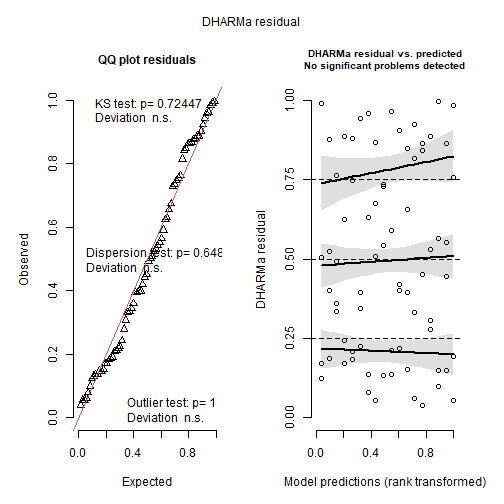 DHARMa residual
QQ plot residuals
KS test: p= 0.72447
Deviation n.s.
Dispersion test: p= 0.648
Deviation n.s.
Outlier test: p= 1
Deviation n.s.
Observed
0.0
0.2
0.4
0.6
0.8
1.0
0.0
0.4
0.8
Expected
DHARMa residual vs. predicted
No significant problems detected
DHARMa residual
0.00
0.25
0.50
0.75
1.00
0.0
0.4
0.8
Model predictions (rank transformed)